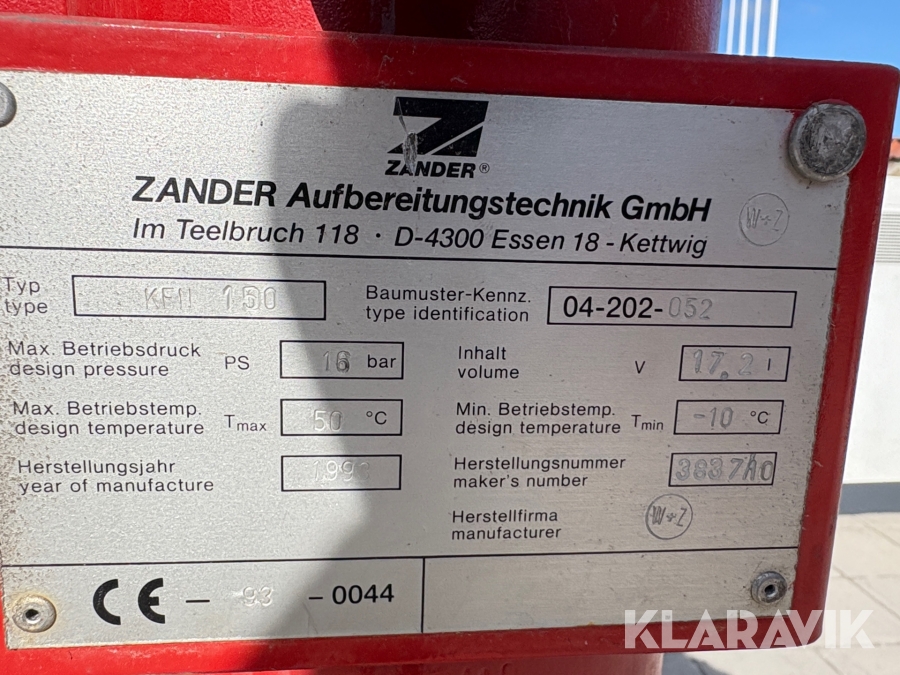 ZANDER®
ZANDER Aufbereitungstechnik GmbH
W+Z
Im Teelbruch 118 · D-4300 Essen 18 - Kettwig
Typ
type
150
Baumuster-Kennz.
type identification
04-202-052
Max. Betriebsdruck
design pressure
PS
16 bar
Inhalt
volume
V
17.2 l
Max. Betriebstemp.
design temperature
Tmax
50 °C
Min. Betriebstemp.
design temperature
Tmin
-10 °C
Herstellungsjahr
year of manufacture
1993
Herstellungsnummer
maker's number
Herstellfirma
manufacturer
W+Z
CE - 93 - 0044
KLARAVIK